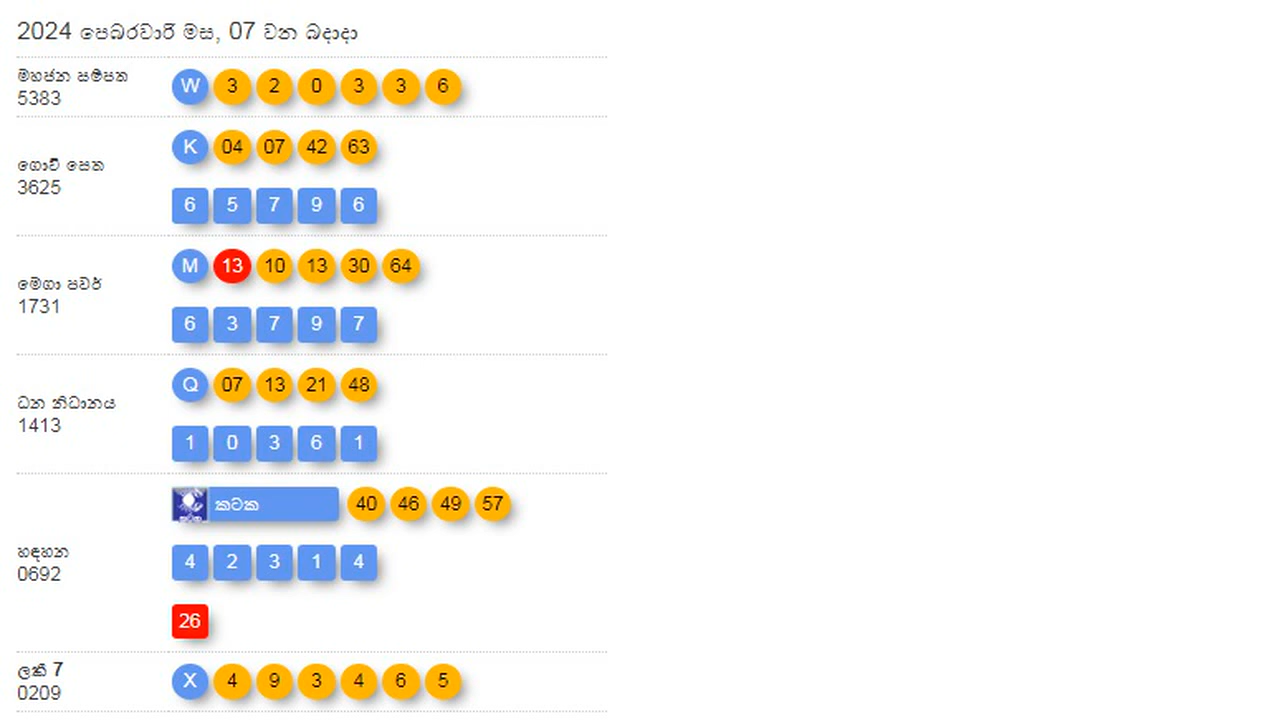 2024 පෙබරවාරි මස, 07 වන බදාදා
මහජන සම්පත
5383
W 3 2 0 3 3 6
ගොවි සෙත
3625
K 04 07 42 63
6 5 7 9 6
මෙගා පවර්
1731
M 13 10 13 30 64
6 3 7 9 7
ධන නිධානය
1413
Q 07 13 21 48
1 0 3 6 1
හඳහන
0692
කටක 40 46 49 57
4 2 3 1 4
26
ලකී 7
0209
X 4 9 3 4 6 5